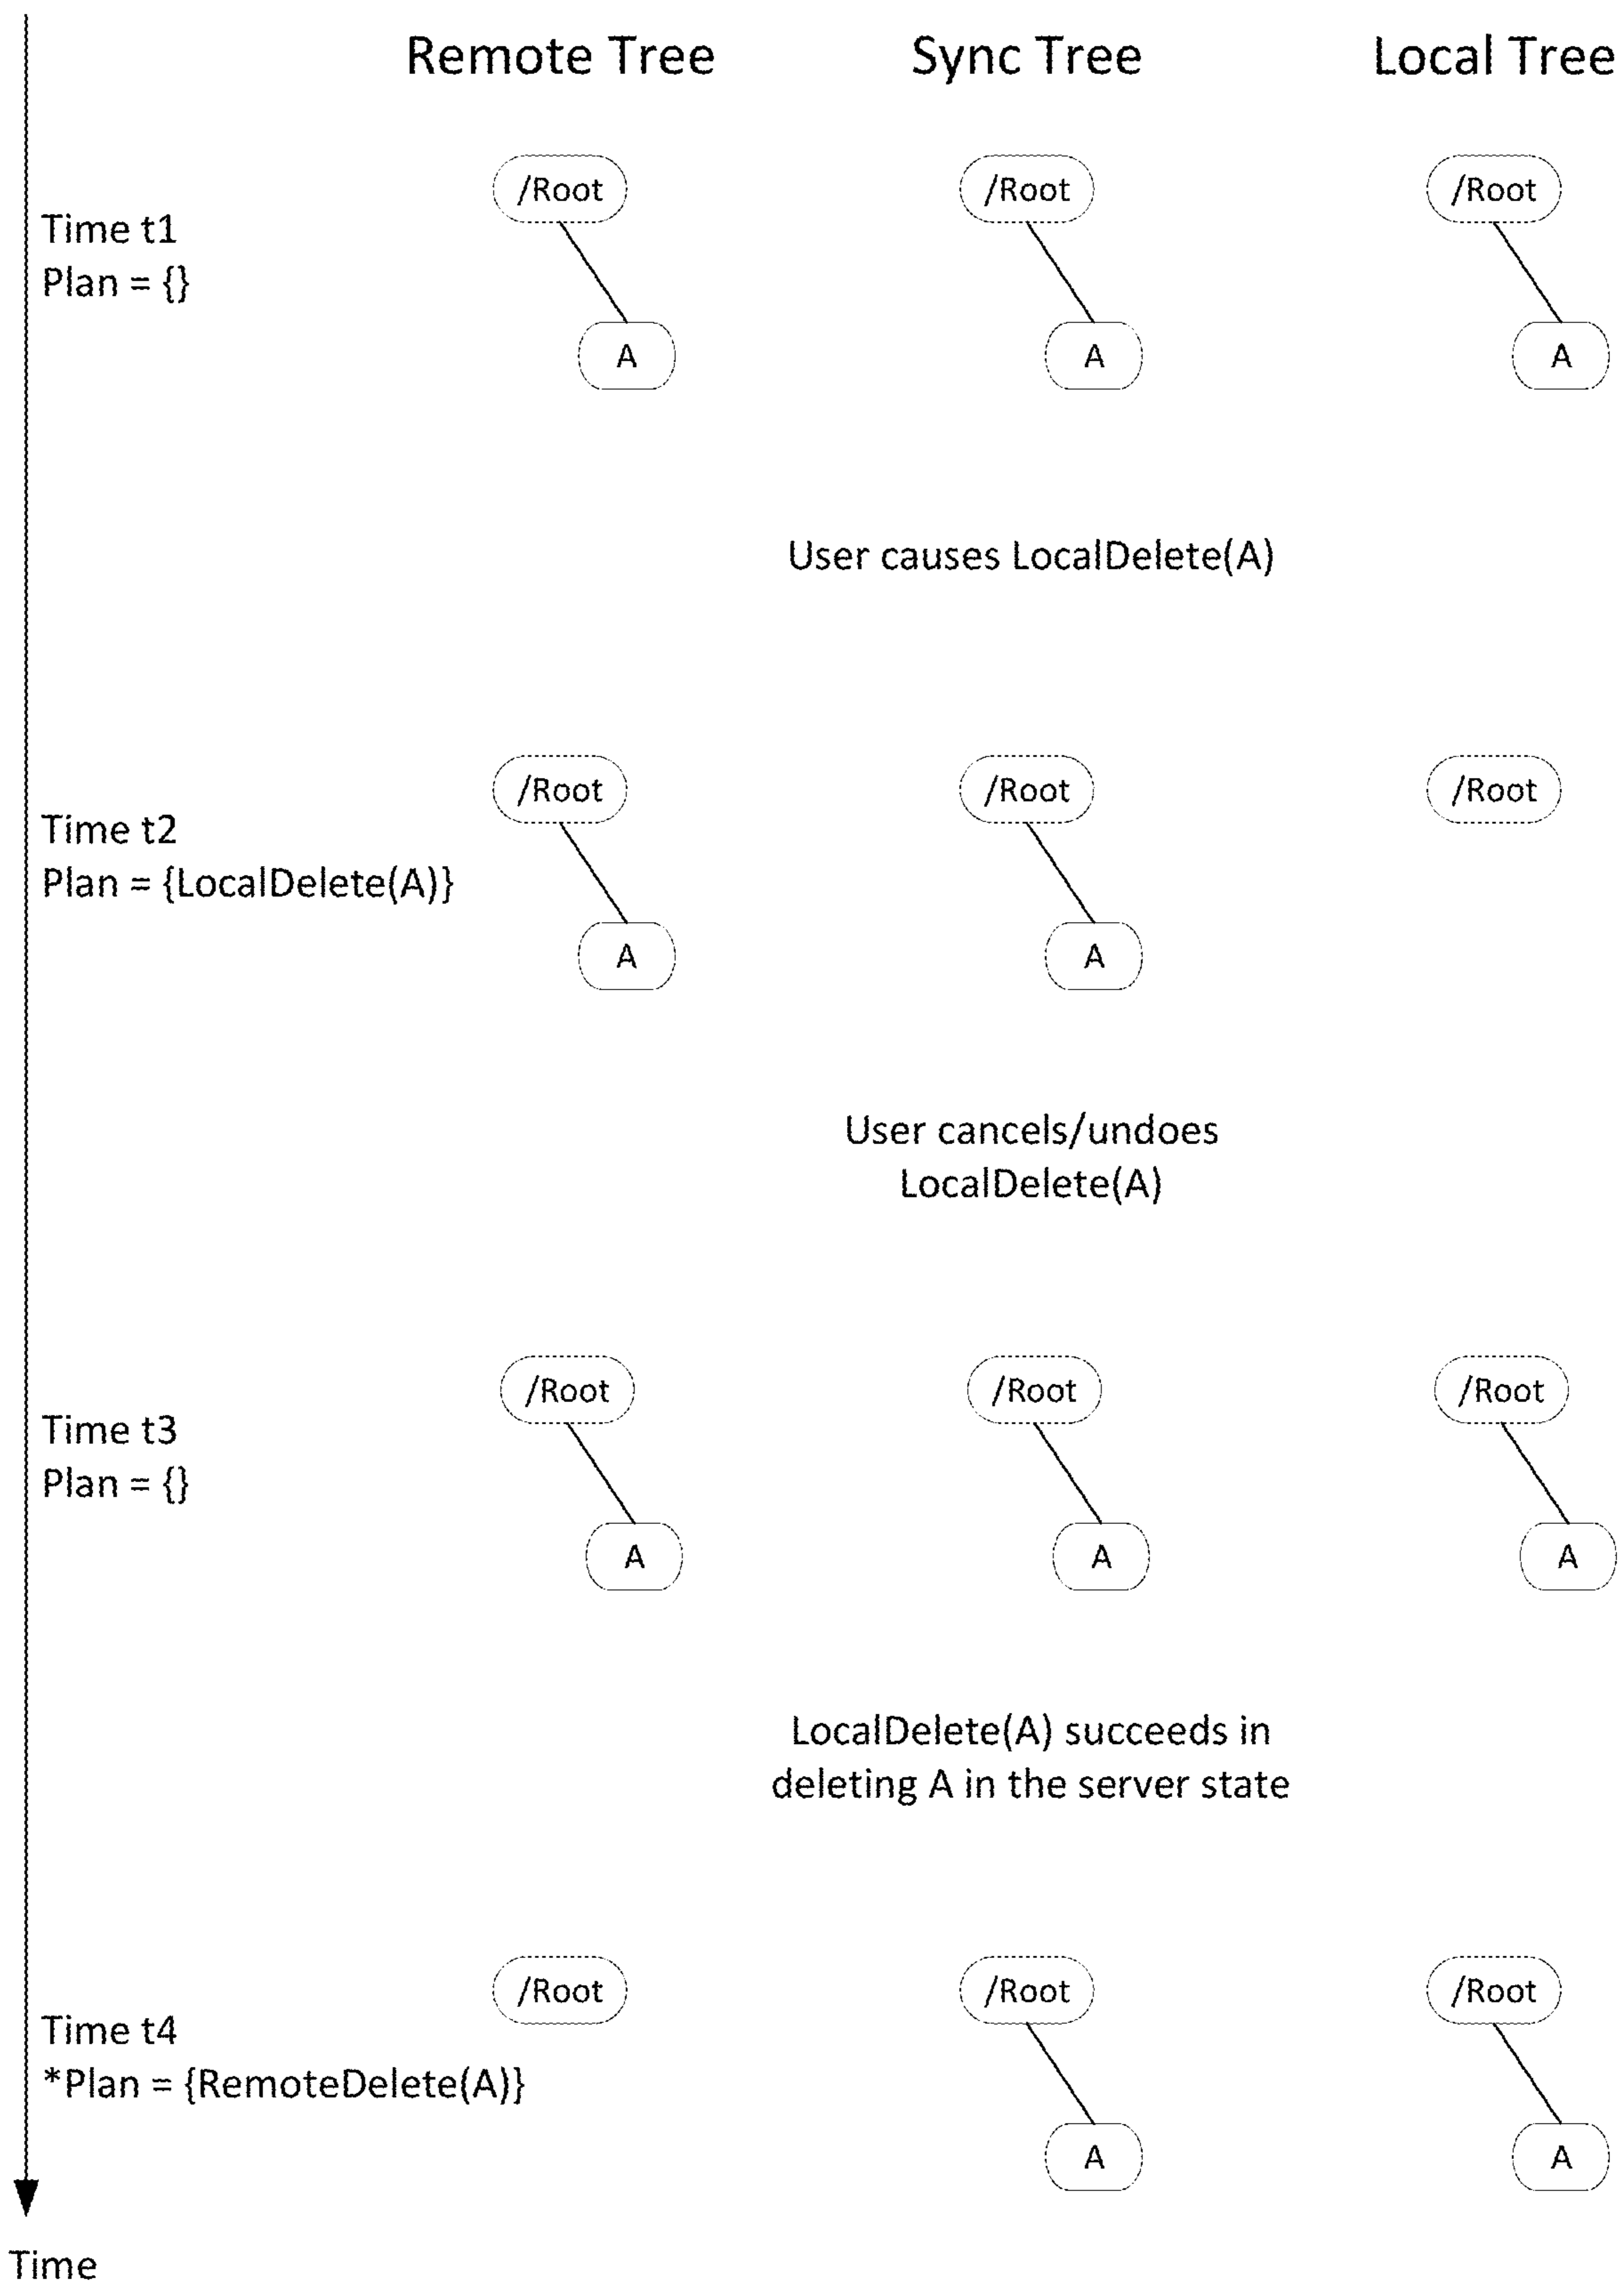 Remote Tree
Sync Tree
Local Tree
/Root
/Root
/Root
Time t1
Plan = {}
A
A
A
User causes LocalDelete(A)
/Root
/Root
/Root
Time t2
Plan = {LocalDelete(A)}
A
A
User cancels/undoes
LocalDelete(A)
/Root
/Root
/Root
Time t3
Plan = {}
A
A
A
LocalDelete(A) succeeds in
deleting A in the server state
/Root
/Root
/Root
Time t4
*Plan = {RemoteDelete(A)}
A
A
Time